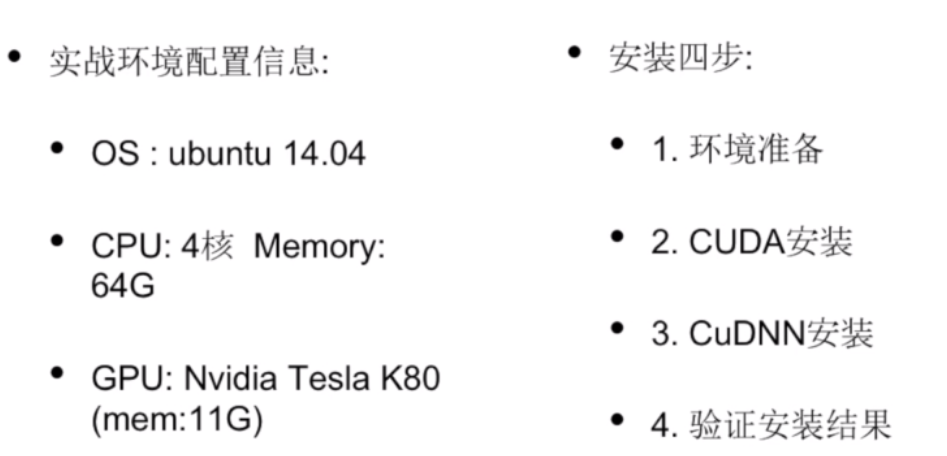 • 实战环境配置信息:
• OS : ubuntu 14.04
• CPU: 4核 Memory:
64G
• GPU: Nvidia Tesla K80
(mem:11G)
• 安装四步:
• 1. 环境准备
• 2. CUDA安装
• 3. CuDNN安装
• 4. 验证安装结果